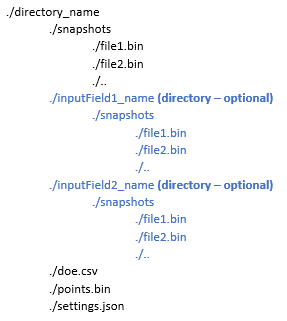 ./directory_name
./snapshots
./file1.bin
./file2.bin
./..
./inputField1_name (directory – optional)
./snapshots
./file1.bin
./file2.bin
./..
./inputField2_name (directory – optional)
./snapshots
./file1.bin
./file2.bin
./..
./doe.csv
./points.bin
./settings.json